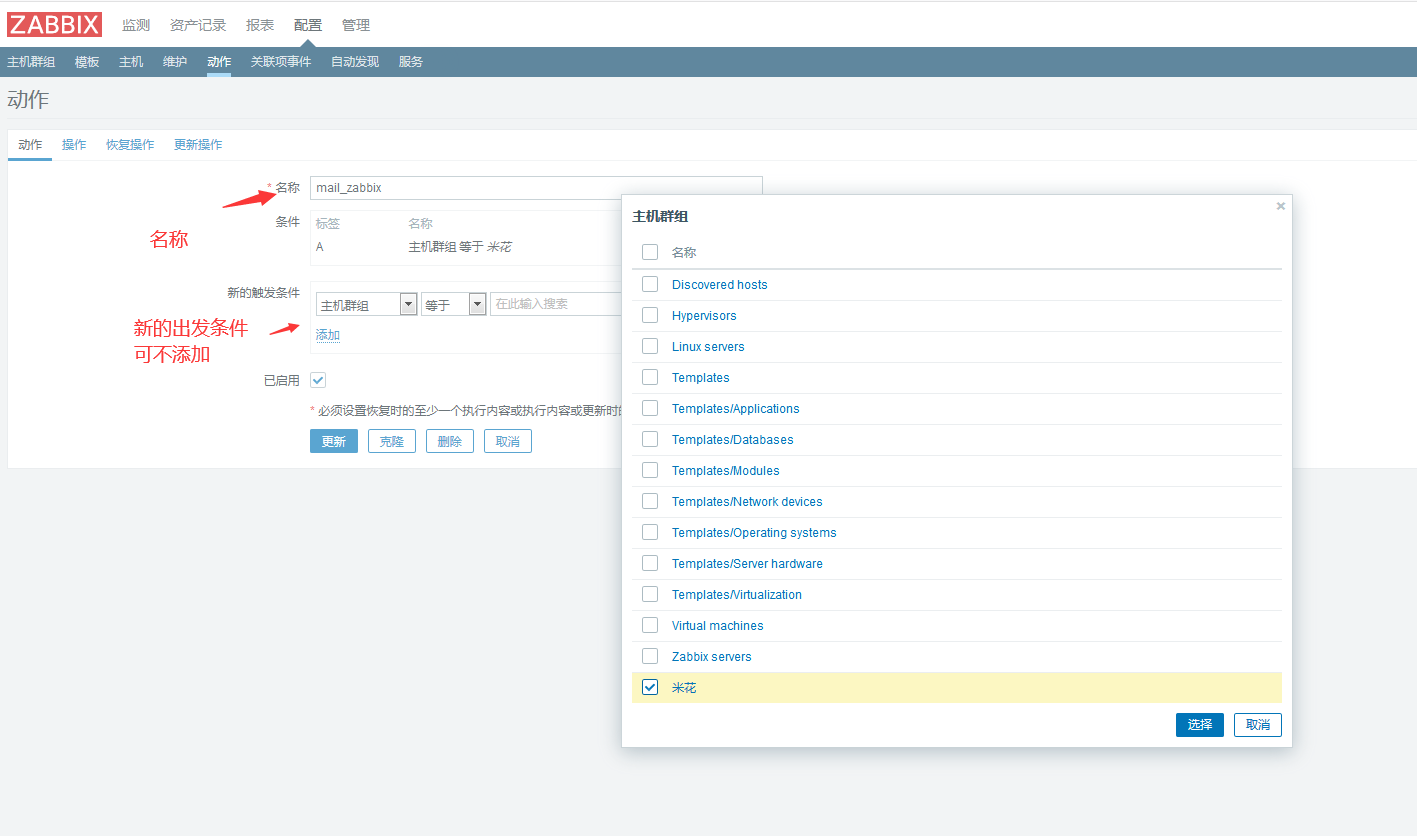 ZABBIX 监测 资产记录 报表 配置 管理
主机群组 模板 主机 维护 动作 关联项事件 自动发现 服务
动作
动作 操作 恢复操作 更新操作
* 名称 mail_zabbix
名称
条件 标签 名称
A 主机群组 等于 米花
新的触发条件 主机群组 等于 在此输入搜索
添加
新的出发条件
可不添加
已启用
* 必须设置恢复时的至少一个执行内容或执行内容或更新时
更新 克隆 删除 取消
主机群组 ×
名称
Discovered hosts
Hypervisors
Linux servers
Templates
Templates/Applications
Templates/Databases
Templates/Modules
Templates/Network devices
Templates/Operating systems
Templates/Server hardware
Templates/Virtualization
Virtual machines
Zabbix servers
米花
选择 取消